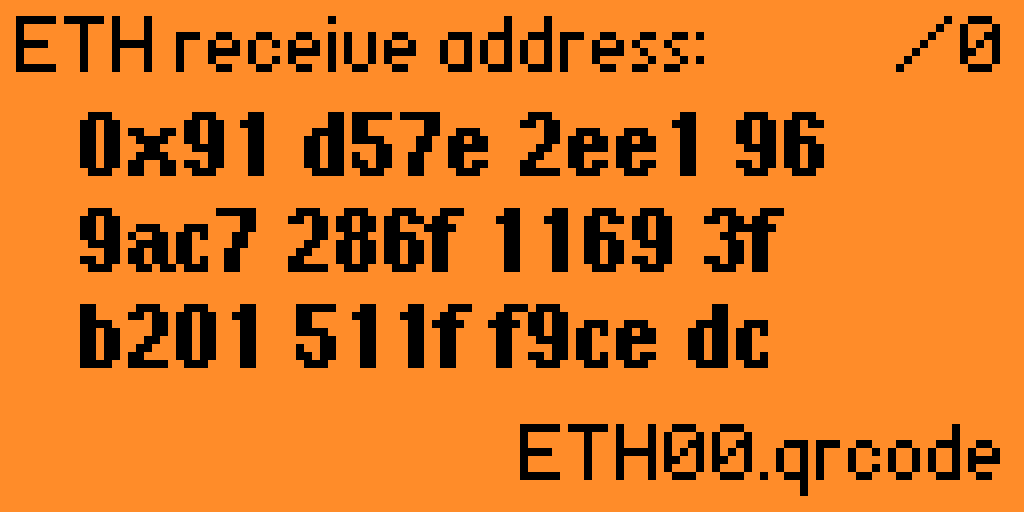 ETH receive address: /0
0x91 d57e 2ee1 96
9ac7 286f 1169 3f
b201 511f f9ce dc
ETH00.qrcode